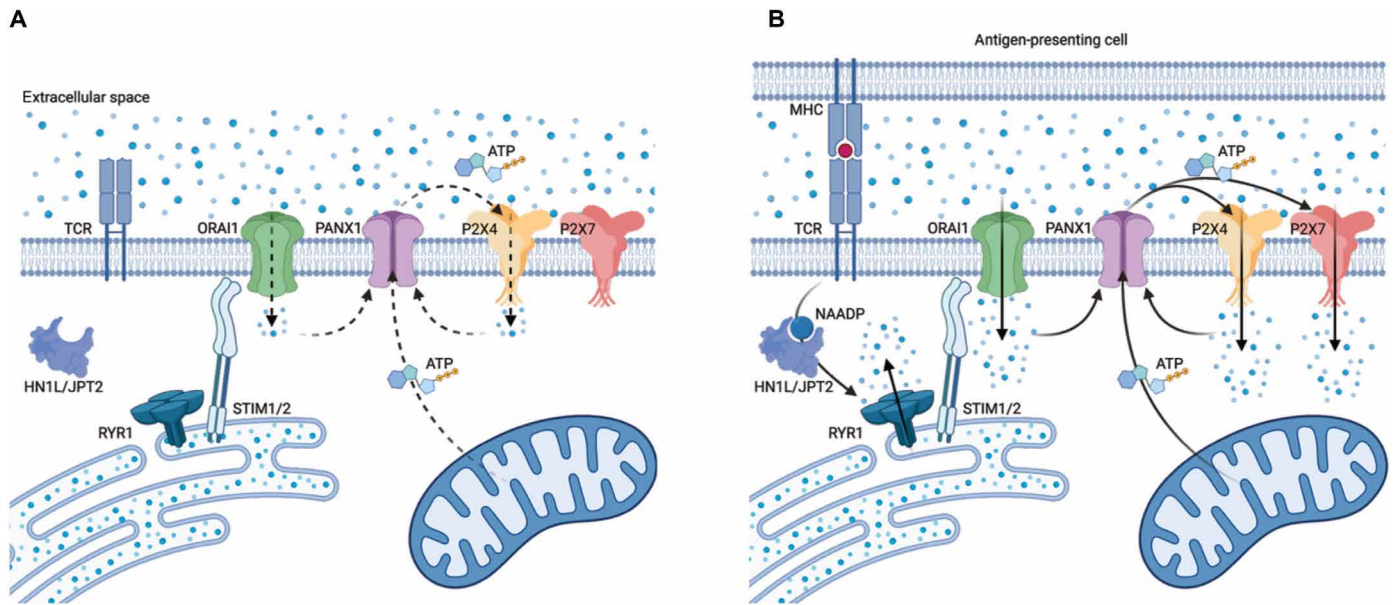 A
Extracellular space
ATP
TCR
ORAI1
PANX1
P2X4
P2X7
HN1L/JPT2
ATP
STIM1/2
RYR1
B
Antigen-presenting cell
MHC
ATP
TCR
ORAI1
PANX1
P2X4
P2X7
NAADP
HN1L/JPT2
ATP
STIM1/2
RYR1